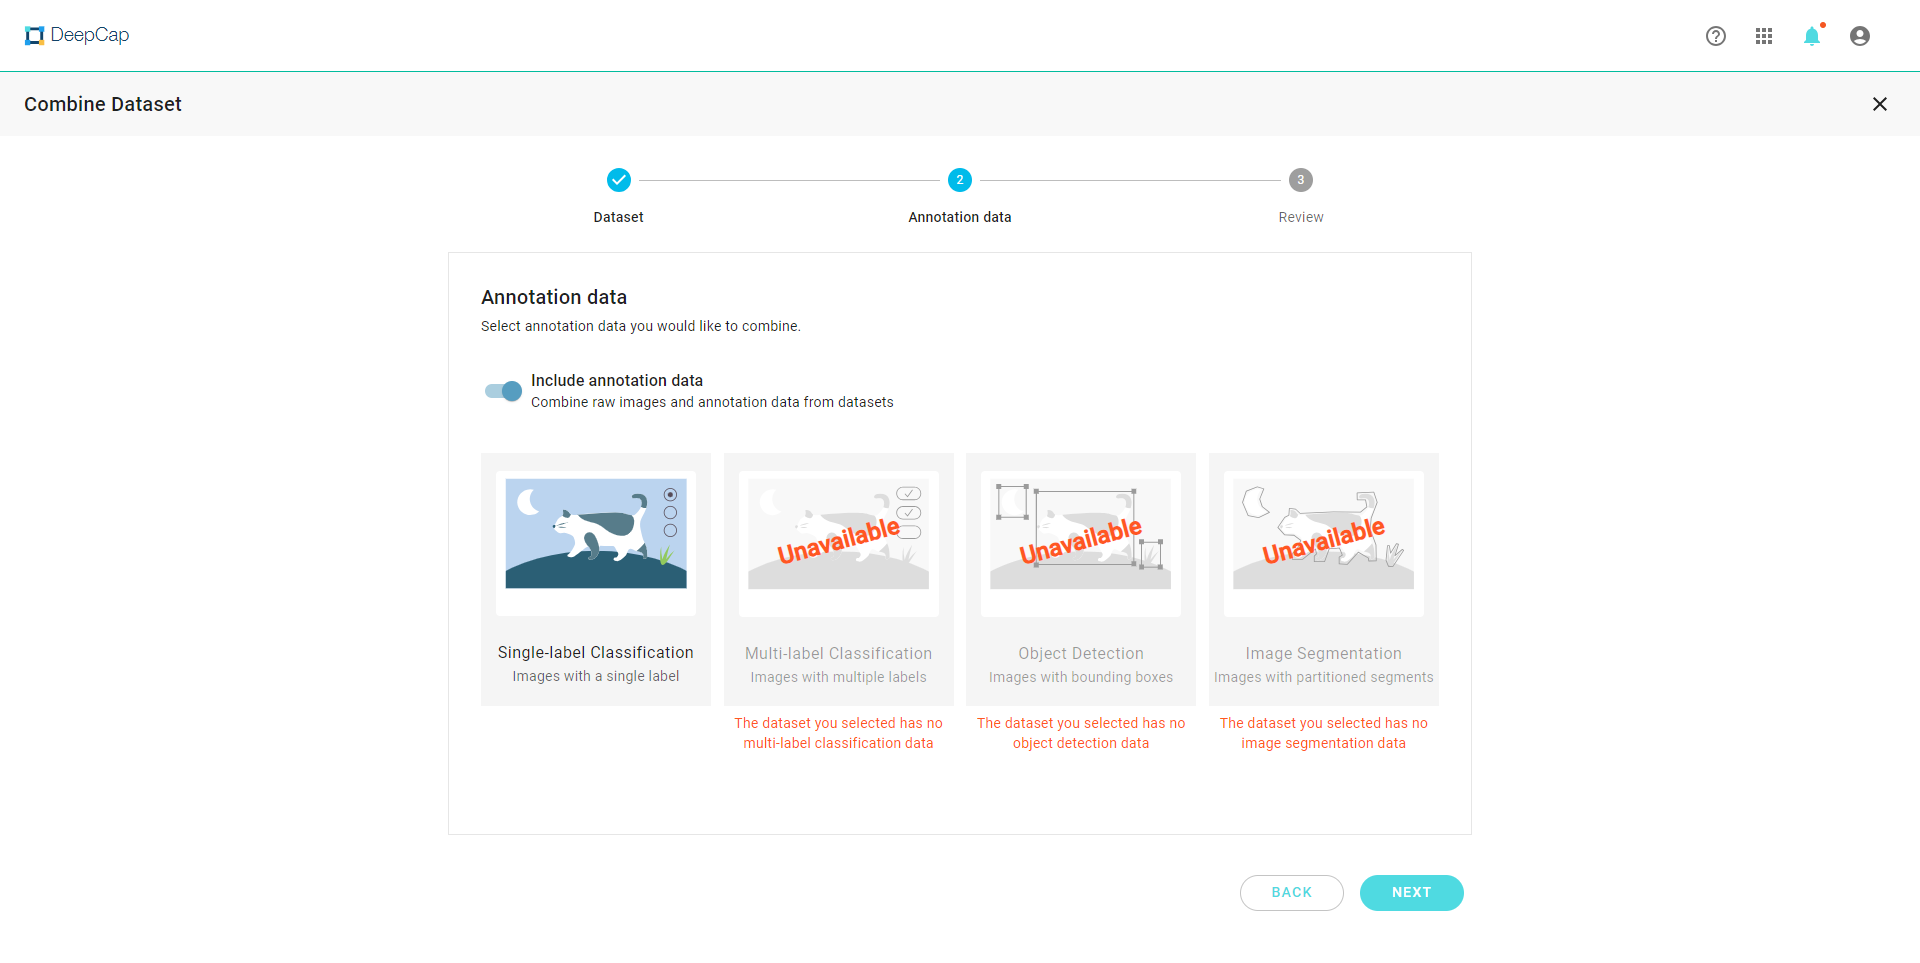 DeepCap
Combine Dataset
2
3
Dataset
Annotation data
Review
Annotation data
Select annotation data you would like to combine.
Include annotation data
Combine raw images and annotation data from datasets
Unavailable
Unavailable
Unavailable
Single-label Classification
Images with a single label
Multi-label Classification
Images with multiple labels
The dataset you selected has no
multi-label classification data
Object Detection
Images with bounding boxes
The dataset you selected has no
object detection data
Image Segmentation
Images with partitioned segments
The dataset you selected has no
image segmentation data
BACK
NEXT